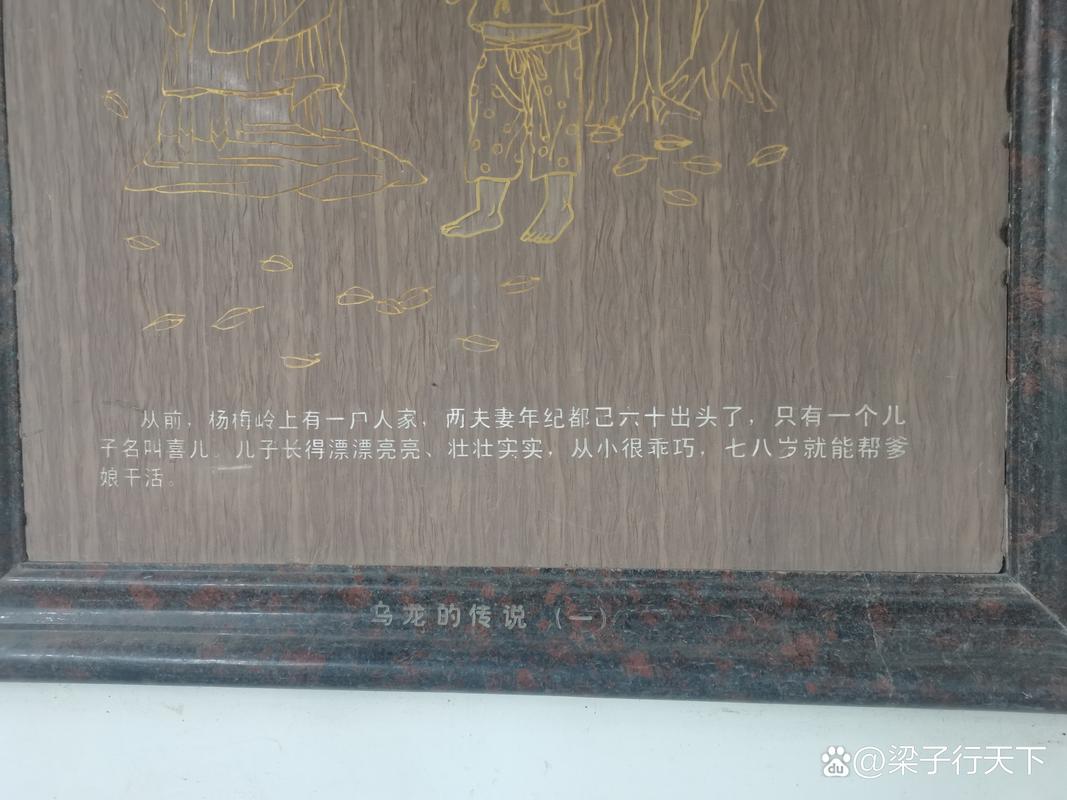 从前，杨梅岭上有一户人家，两夫妻年纪都已六十出头了，只有一个儿
子名叫喜儿。儿子长得漂漂亮亮、壮壮实实，从小很乖巧，七八岁就能帮爹
娘干活。
乌龙的传说（一）
du @梁子行天下